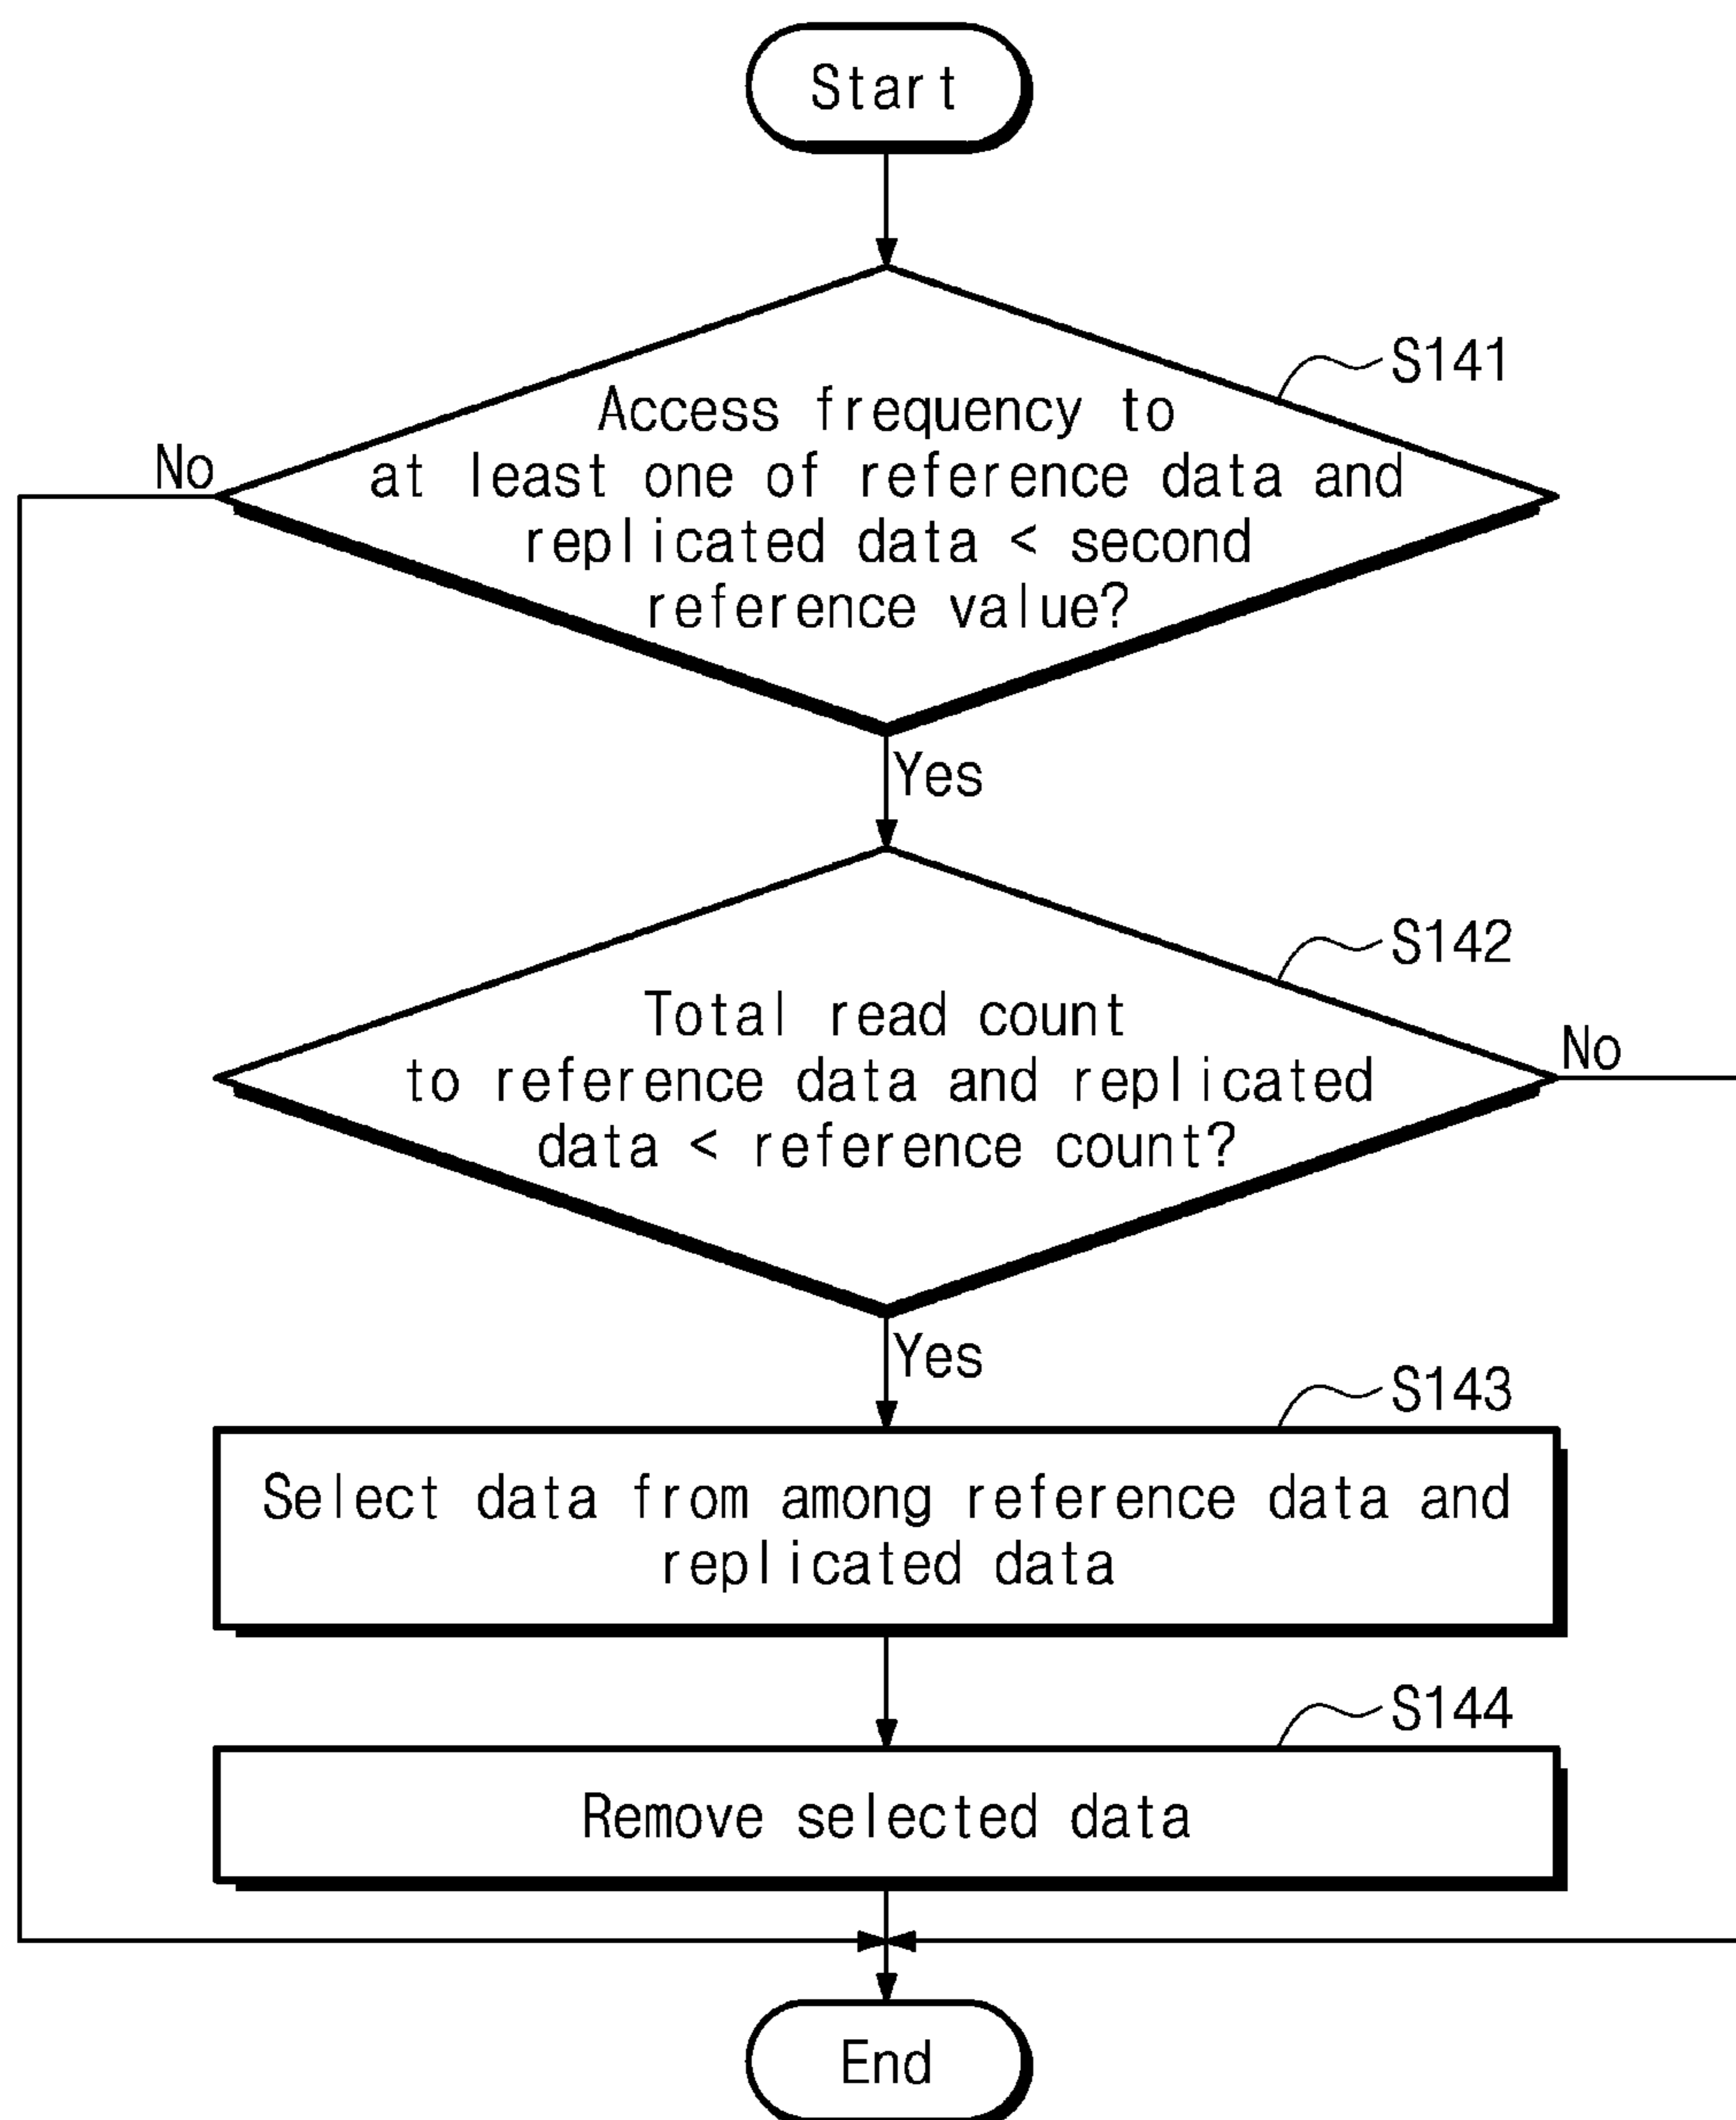 Start
S141
Access frequency to
at least one of reference data and
replicated data < second
reference value?
No
Yes
S142
Total read count
to reference data and replicated
data < reference count?
No
Yes
S143
Select data from among reference data and
replicated data
S144
Remove selected data
End